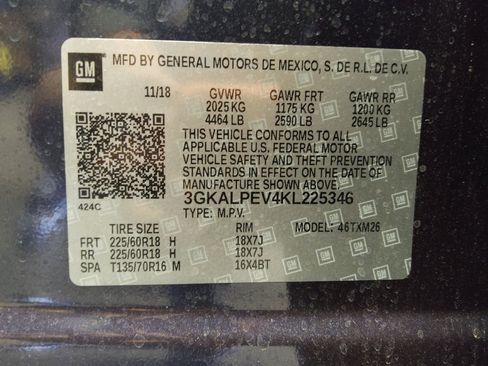 GM MFD BY GENERAL MOTORS DE MEXICO, S. DE R.L. DE C.V.
11/18 GVWR GAWR FRT GAWR RR
2025 KG 1175 KG 1200 KG
4464 LB 2590 LB 2645 LB
THIS VEHICLE CONFORMS TO ALL
APPLICABLE U.S. FEDERAL MOTOR
VEHICLE SAFETY AND THEFT PREVENTION
STANDARDS IN EFFECT ON THE DATE OF
MANUFACTURE SHOWN ABOVE.
3GKALPEV4KL225346
424C TYPE: M.P.V.
TIRE SIZE RIM MODEL: 46TXM26
FRT 225/60R18 H 18X7J
RR 225/60R18 H 18X7J
SPA T135/70R16 M 16X4BT